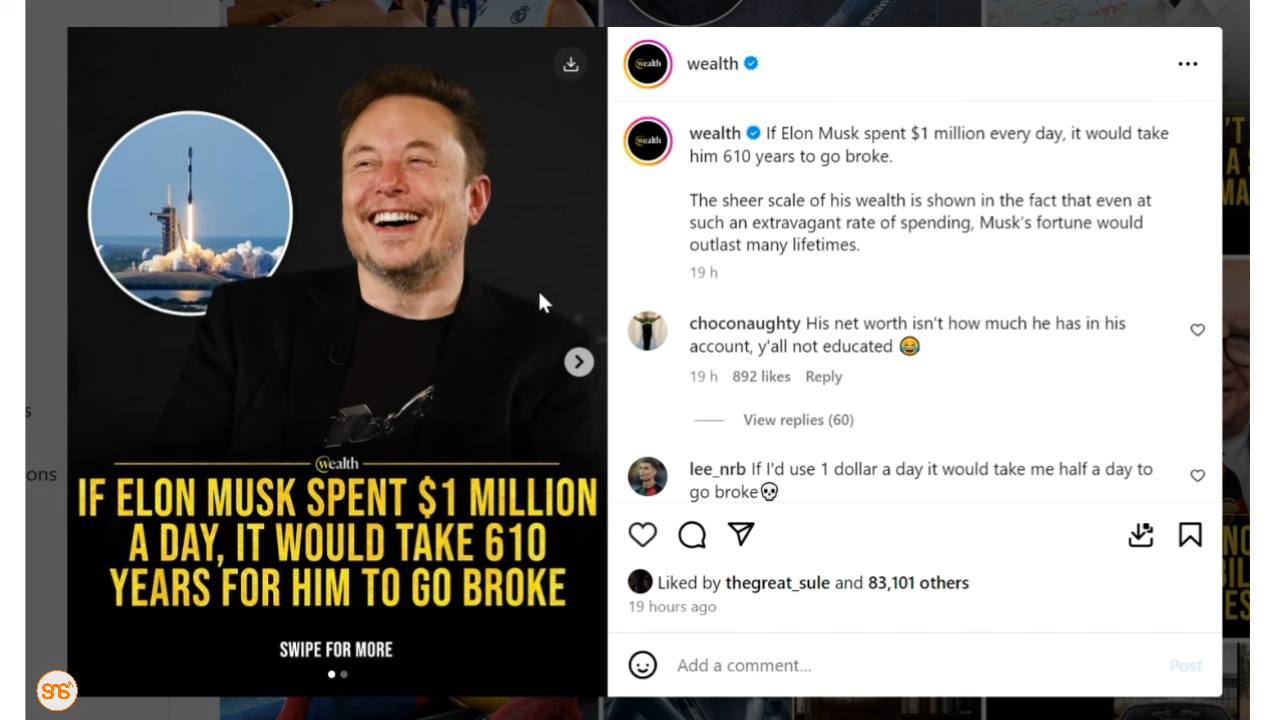 wealth
wealth
wealth If Elon Musk spent $1 million every day, it would take
him 610 years to go broke.
The sheer scale of his wealth is shown in the fact that even at
such an extravagant rate of spending, Musk's fortune would
outlast many lifetimes.
19 h
choconaughty His net worth isn't how much he has in his
account, y'all not educated 😂
19 h 892 likes Reply
View replies (60)
lee_nrb If I'd use 1 dollar a day it would take me half a day to
go broke💀
Liked by thegreat_sule and 83,101 others
19 hours ago
Add a comment... Post
wealth
IF ELON MUSK SPENT $1 MILLION
A DAY, IT WOULD TAKE 610
YEARS FOR HIM TO GO BROKE
SWIPE FOR MORE
wealth
wealth
ons
SNS